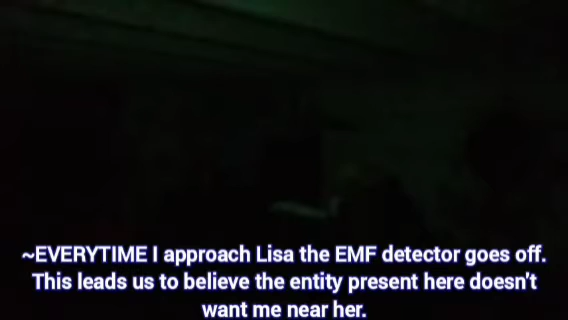 ~EVERYTIME I approach Lisa the EMF detector goes off.
This leads us to believe the entity present here doesn't
want me near her.